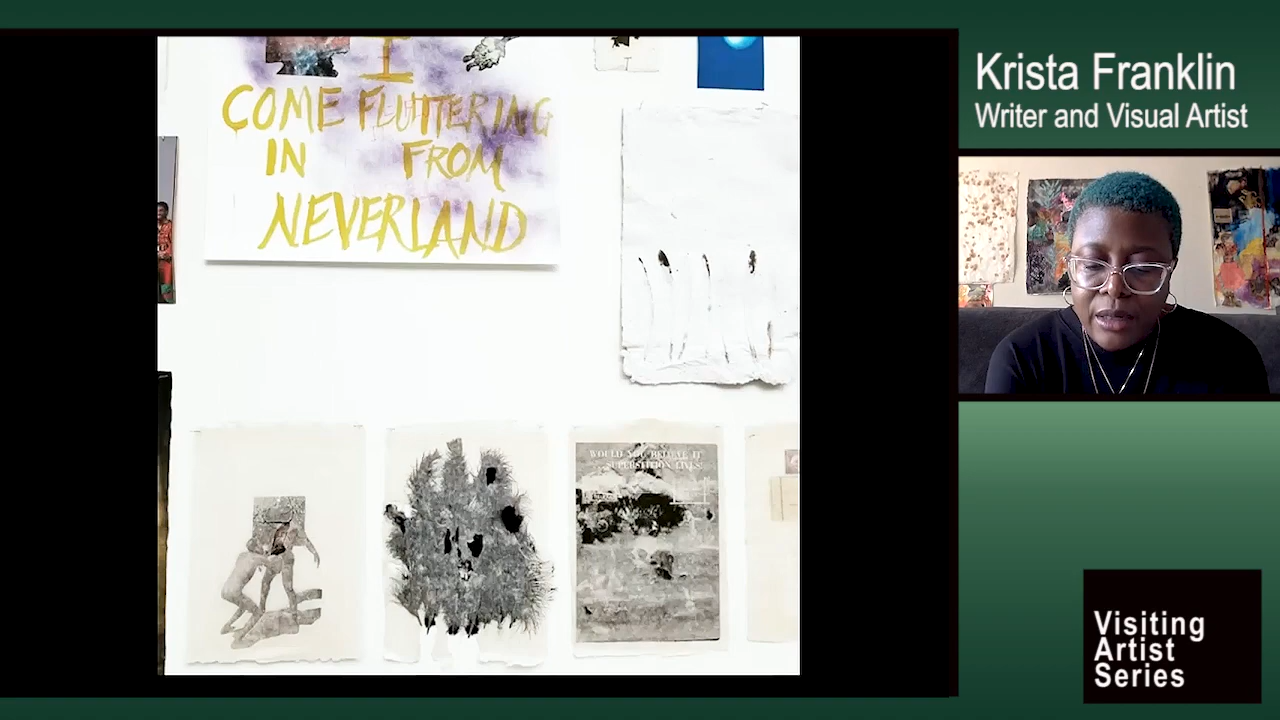 I
COME FLUTTERING
IN FROM
NEVERLAND
WOULD YOU BELIEVE IT
SUPERSTITION LIVES!
Krista Franklin
Writer and Visual Artist
Visiting
Artist
Series